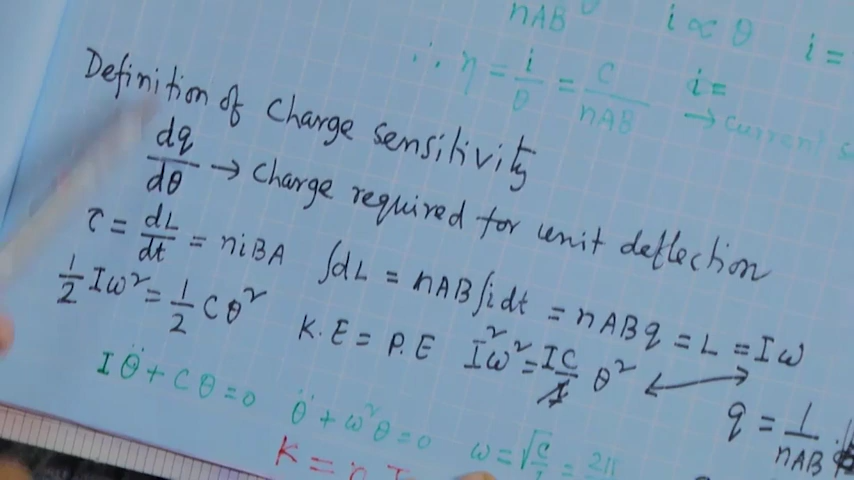 nAB i ∝ θ i =
∴ η = i/θ = C/nAB i =
→ Current
Definition of Charge sensitivity
dq/dθ → Charge required for unit deflection
τ = dL/dt = niBA ∫dL = nAB∫idt = nABq = L = Iω
½ Iω² = ½ Cθ² K.E = P.E I²ω² = IC θ²
Iθ̈ + Cθ = 0 θ̈ + ω²θ = 0 ω = √C = 2π
q = 1/nAB
K =